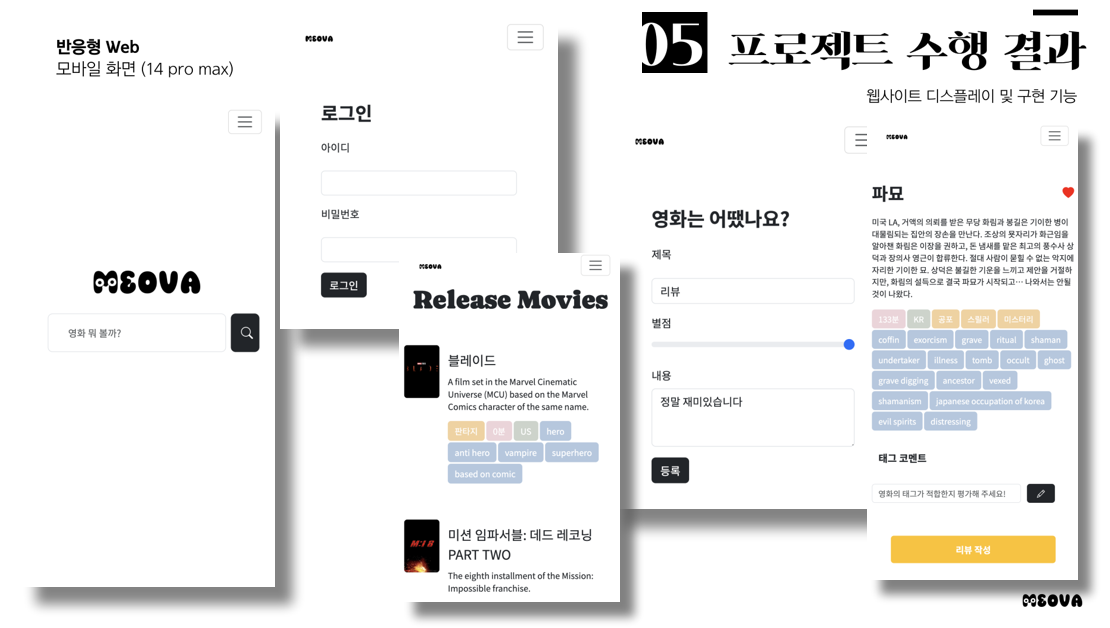 반응형 Web
모바일 화면 (14 pro max)
05 프로젝트 수행 결과
웹사이트 디스플레이 및 구현 기능
MEOVA
영화 뭐 볼까?
MEOVA
로그인
아이디
비밀번호
로그인
MEOVA
Release Movies
블레이드
A film set in the Marvel Cinematic
Universe (MCU) based on the Marvel
Comics character of the same name.
판타지 0분 US hero
anti hero vampire superhero
based on comic
미션 임파서블: 데드 레코닝
PART TWO
The eighth installment of the Mission:
Impossible franchise.
MEOVA
영화는 어땠나요?
제목
리뷰
별점
내용
정말 재미있습니다
등록
MEOVA
파묘
미국 LA, 거액의 의뢰를 받은 무당 화림과 봉길은 기이한 병이
대물림되는 집안의 장손을 만난다. 조상의 묫자리가 화근임을
알아챈 화림은 이장을 권하고, 돈 냄새를 맡은 최고의 풍수사 상
덕과 장의사 영근이 합류한다. 절대 사람이 묻힐 수 없는 악지에
자리한 기이한 묘. 상덕은 불길한 기운을 느끼고 제안을 거절하
지만, 화림의 설득으로 결국 파묘가 시작되고… 나와서는 안될
것이 나왔다.
133분 KR 공포 스릴러 미스터리
coffin exorcism grave ritual shaman
undertaker illness tomb occult ghost
grave digging ancestor vexed
shamanism japanese occupation of korea
evil spirits distressing
태그 코멘트
영화의 태그가 적합한지 평가해 주세요!
리뷰 작성
MEOVA